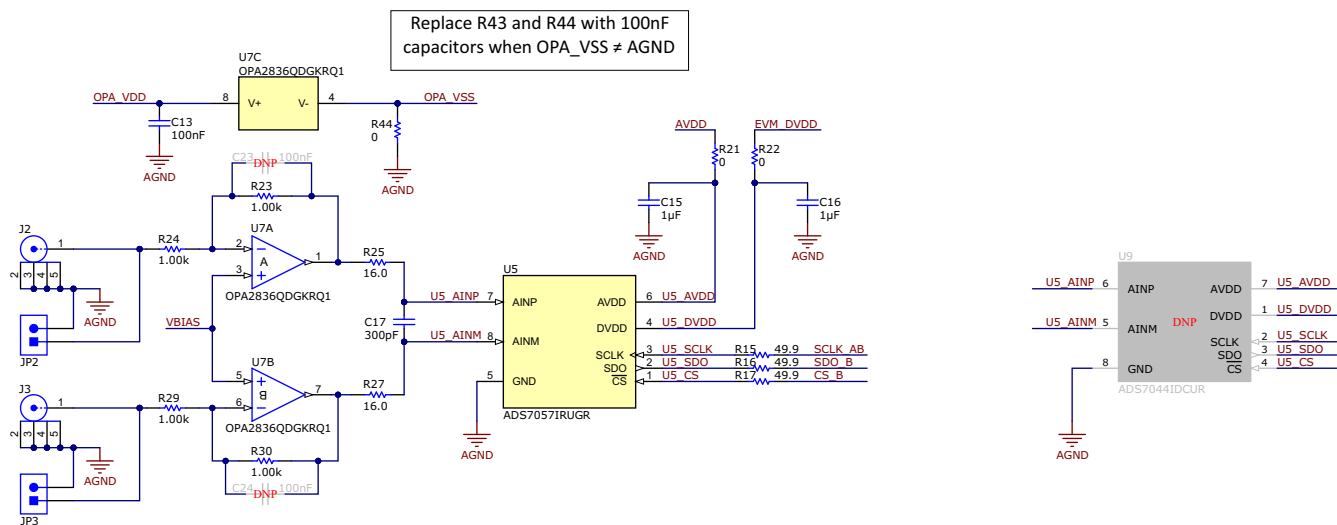 Replace R43 and R44 with 100nF
capacitors when OPA_VSS ≠ AGND
U7C
OPA2836QDGKRQ1
OPA_VDD
8
V+
V-
4
OPA_VSS
C13
100nF
R44
0
AGND
AGND
C23
DNP
100nF
R23
1.00k
U7A
J2
1
R24
1.00k
2
A
1
3
OPA2836QDGKRQ1
R25
16.0
2
3
4
5
AGND
JP2
VBIAS
C17
300pF
U7B
5
B
7
6
OPA2836QDGKRQ1
R27
16.0
J3
1
R29
1.00k
2
3
4
5
AGND
JP3
R30
1.00k
C24
DNP
100nF
AVDD
EVM_DVDD
R21
0
R22
0
C15
1µF
C16
1µF
AGND
AGND
U5
U5_AINP
7
AINP
AVDD
6
U5_AVDD
DVDD
4
U5_DVDD
U5_AINM
8
AINM
SCLK
3
U5_SCLK
R15
49.9
SCLK_AB
SDO
2
U5_SDO
R16
49.9
SDO_B
5
GND
CS
1
U5_CS
R17
49.9
CS_B
ADS7057IRUGR
AGND
U9
U5_AINP
6
AINP
AVDD
7
U5_AVDD
DVDD
1
U5_DVDD
U5_AINM
5
AINM
DNP
SCLK
2
U5_SCLK
SDO
3
U5_SDO
8
GND
CS
4
U5_CS
ADS7044IDCUR
AGND